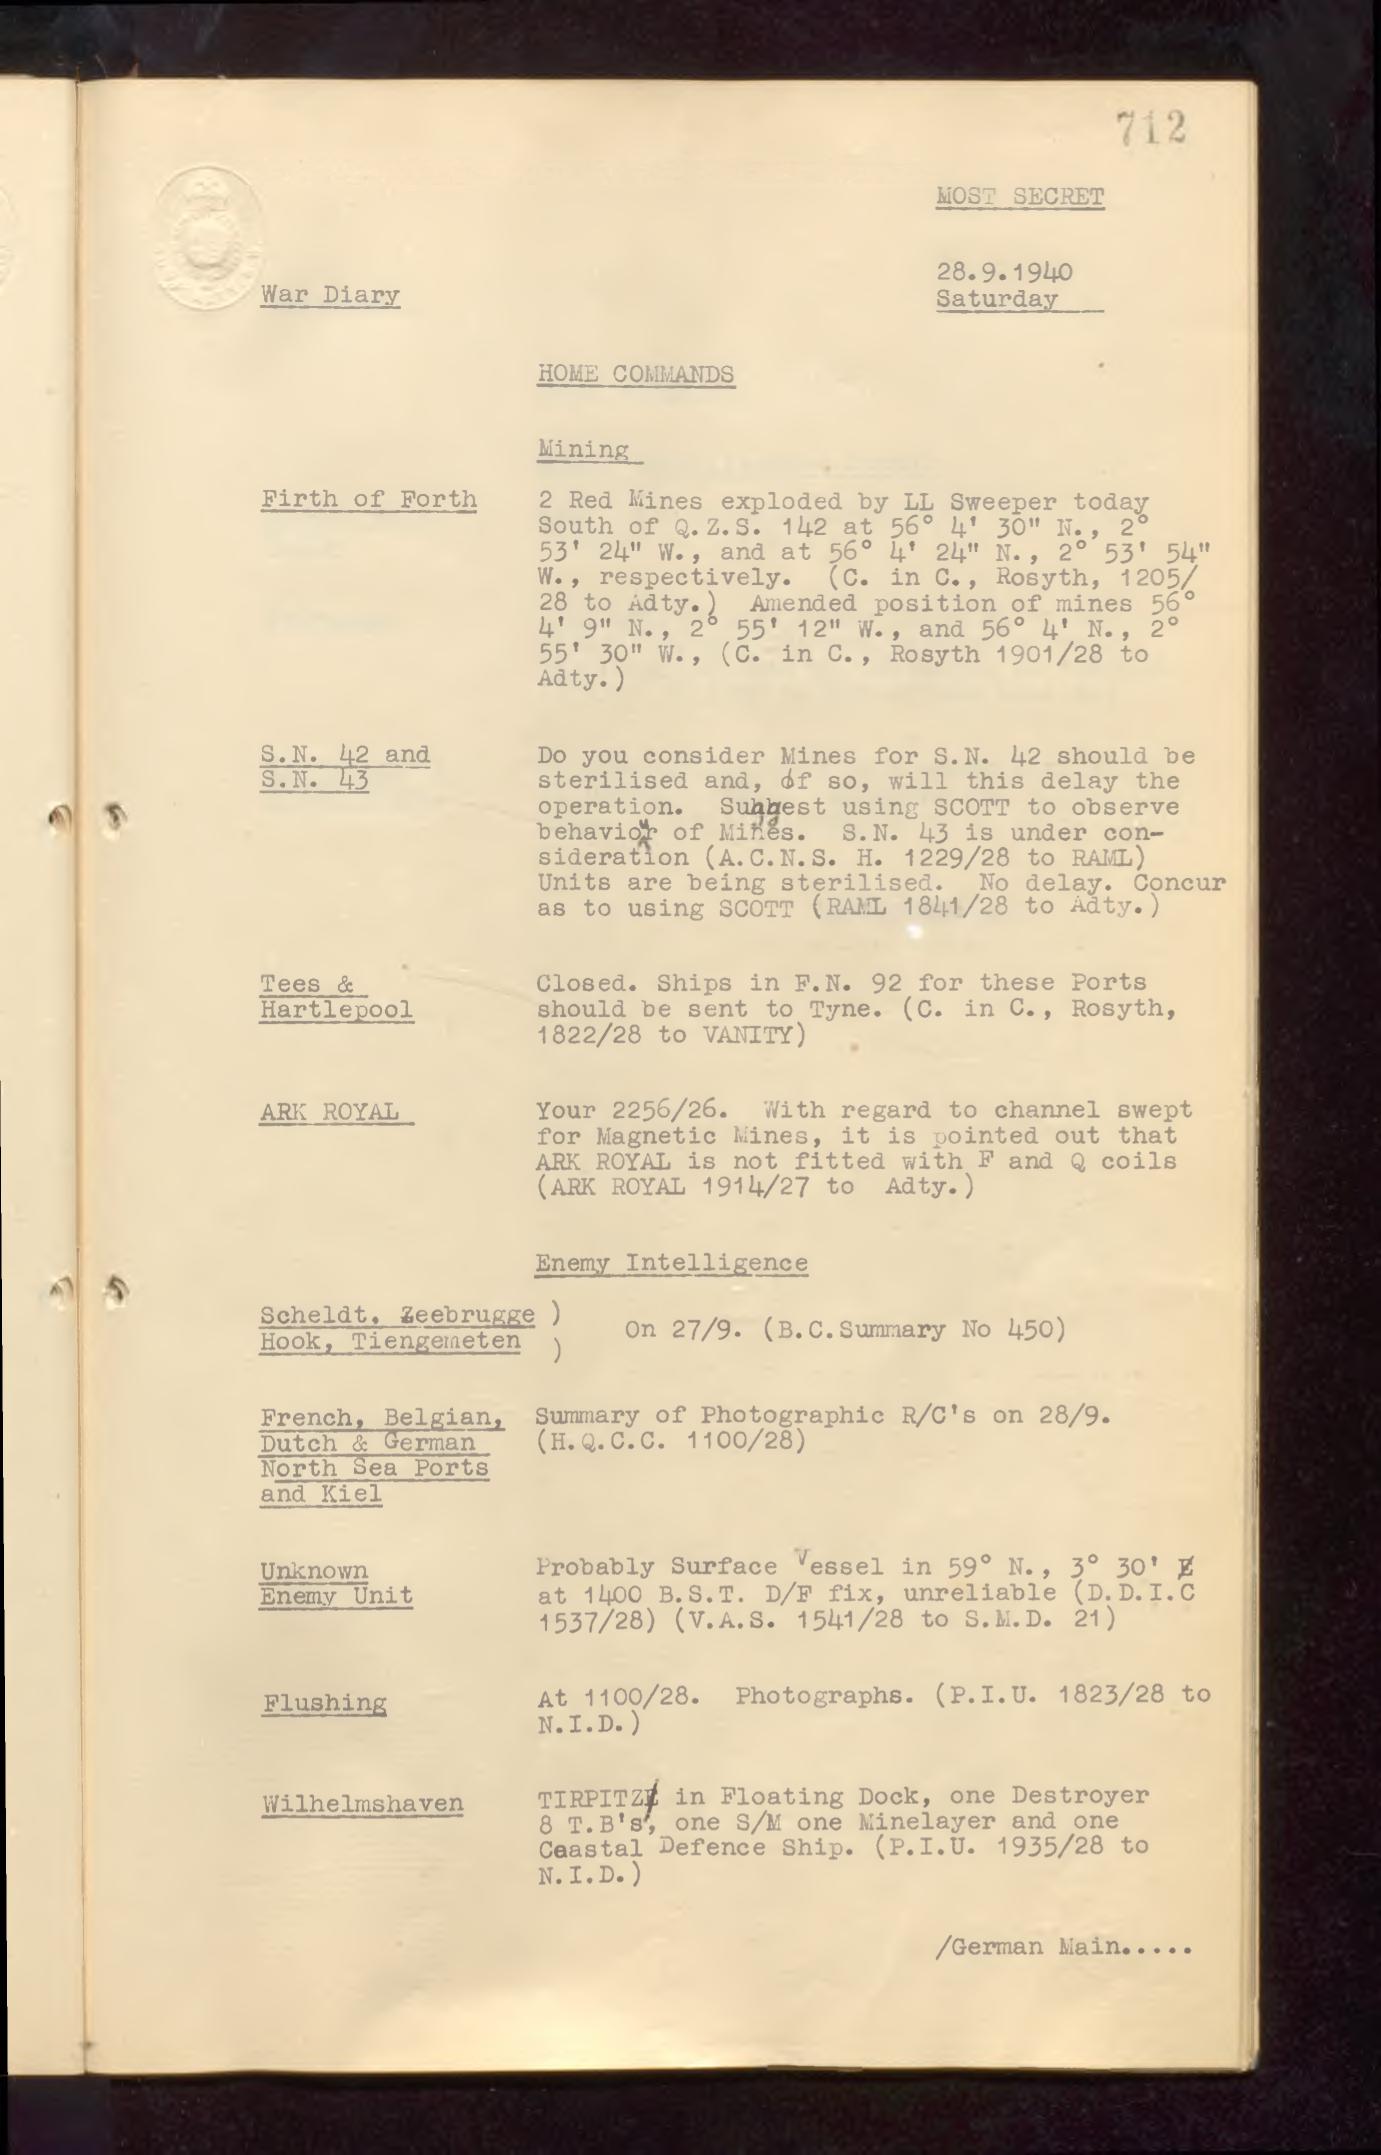 712
MOST SECRET
28.9.1940
War Diary
Saturday
HOME COMMANDS
Mining
Firth of Forth
2 Red Mines exploded by LL Sweeper today
South of Q.Z.S. 142 at 56° 4' 30" N., 2°
53' 24" W., and at 56° 4' 24" N., 2° 53' 54"
W., respectively. (C. in C., Rosyth, 1205/
28 to Adty.) Amended position of mines 56°
4' 9" N., 2° 55' 12" W., and 56° 4' N., 2°
55' 30" W., (C. in C., Rosyth 1901/28 to
Adty.)
S.N. 42 and
S.N. 43
Do you consider Mines for S.N. 42 should be
sterilised and, if so, will this delay the
operation. Suggest using SCOTT to observe
behaviour of Mines. S.N. 43 is under con-
sideration (A.C.N.S. H. 1229/28 to RAML)
Units are being sterilised. No delay. Concur
as to using SCOTT (RAML 1841/28 to Adty.)
Tees &
Hartlepool
Closed. Ships in F.N. 92 for these Ports
should be sent to Tyne. (C. in C., Rosyth,
1822/28 to VANITY)
ARK ROYAL
Your 2256/26. With regard to channel swept
for Magnetic Mines, it is pointed out that
ARK ROYAL is not fitted with F and Q coils
(ARK ROYAL 1914/27 to Adty.)
Enemy Intelligence
Scheldt, Zeebrugge )
Hook, Tiengemeten )
On 27/9. (B.C.Summary No 450)
French, Belgian,
Dutch & German
North Sea Ports
and Kiel
Summary of Photographic R/C's on 28/9.
(H.Q.C.C. 1100/28)
Unknown
Enemy Unit
Probably Surface Vessel in 59° N., 3° 30' E
at 1400 B.S.T. D/F fix, unreliable (D.D.I.C
1537/28) (V.A.S. 1541/28 to S.M.D. 21)
Flushing
At 1100/28. Photographs. (P.I.U. 1823/28 to
N.I.D.)
Wilhelmshaven
TIRPITZ in Floating Dock, one Destroyer
8 T.B's, one S/M one Minelayer and one
Coastal Defence Ship. (P.I.U. 1935/28 to
N.I.D.)
/German Main.....